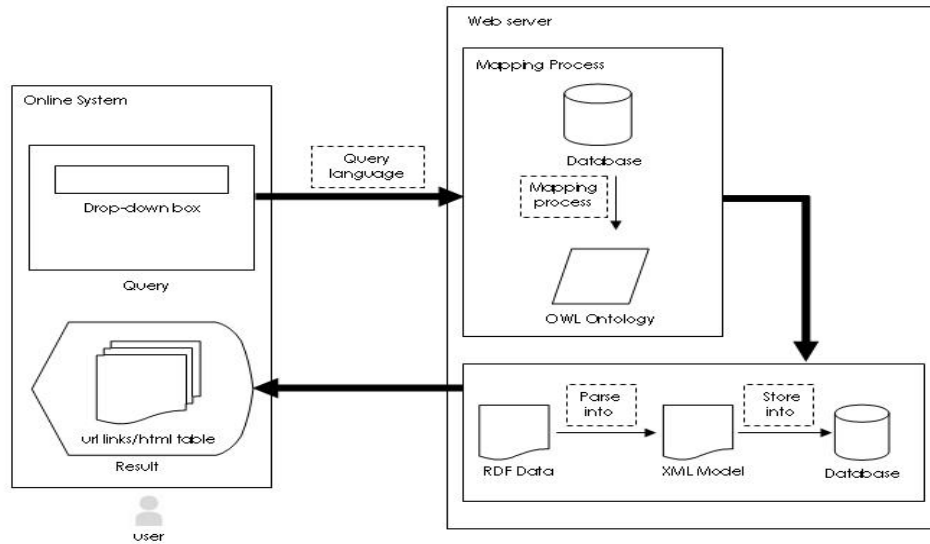 Web server
Mapping Process
Online System
Database
Query
language
Mapping
process
Drop-down box
Query
OWL Ontology
Parse
into
Store
into
url links/html table
Result
RDF Data
XML Model
Database
user